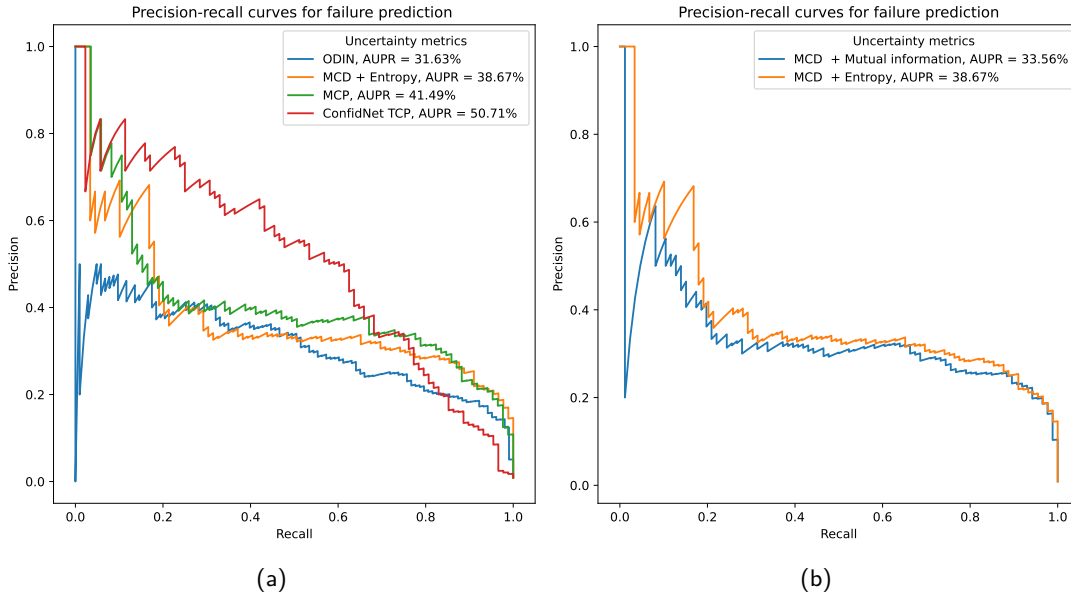 Precision-recall curves for failure prediction
Uncertainty metrics
ODIN, AUPR = 31.63%
MCD + Entropy, AUPR = 38.67%
MCP, AUPR = 41.49%
ConfidNet TCP, AUPR = 50.71%
Precision
1.0
0.8
0.6
0.4
0.2
0.0
0.0 0.2 0.4 0.6 0.8 1.0
Recall
(a)
Precision-recall curves for failure prediction
Uncertainty metrics
MCD + Mutual information, AUPR = 33.56%
MCD + Entropy, AUPR = 38.67%
Precision
1.0
0.8
0.6
0.4
0.2
0.0
0.0 0.2 0.4 0.6 0.8 1.0
Recall
(b)